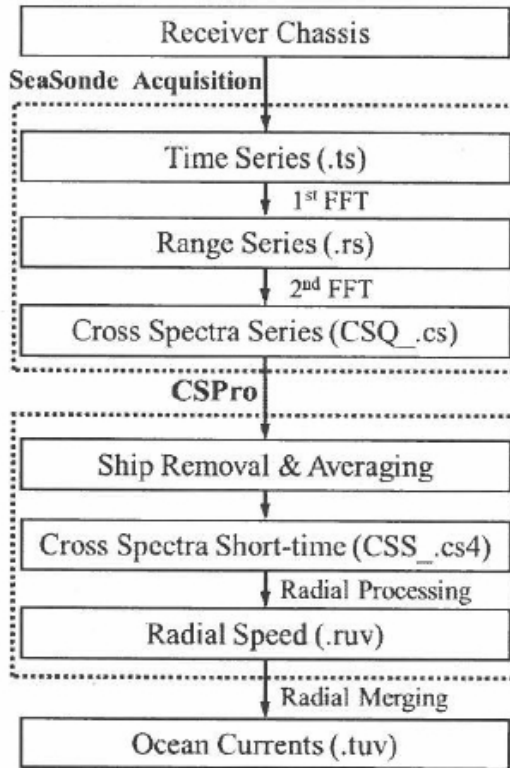 Receiver Chassis
SeaSonde Acquisition
Time Series (.ts)
1st FFT
Range Series (.rs)
2nd FFT
Cross Spectra Series (CSQ_.cs)
CSPro
Ship Removal & Averaging
Cross Spectra Short-time (CSS_.cs4)
Radial Processing
Radial Speed (.ruv)
Radial Merging
Ocean Currents (.tuv)